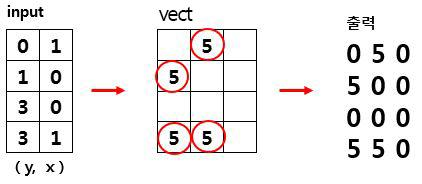 input
0 1
1 0
3 0
3 1
( y, x )
vect
5
5
5 5
출력
0 5 0
5 0 0
0 0 0
5 5 0